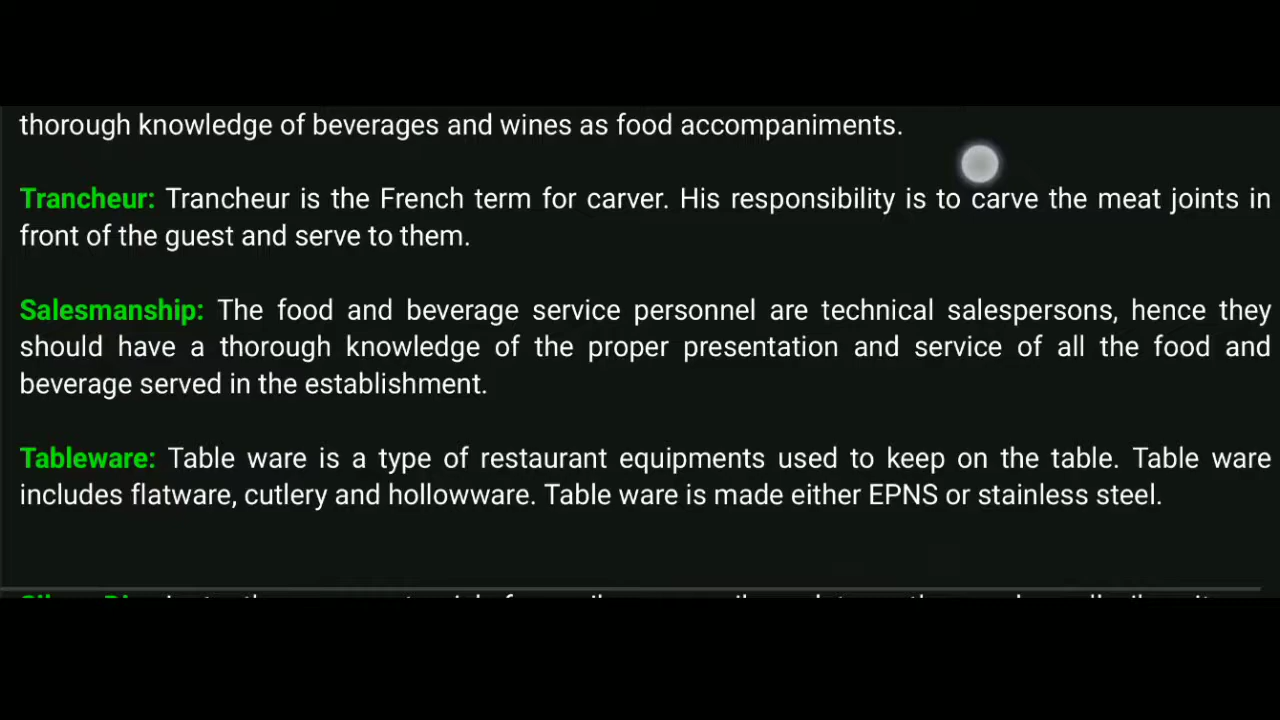 thorough knowledge of beverages and wines as food accompaniments.
Trancheur: Trancheur is the French term for carver. His responsibility is to carve the meat joints in
front of the guest and serve to them.
Salesmanship: The food and beverage service personnel are technical salespersons, hence they
should have a thorough knowledge of the proper presentation and service of all the food and
beverage served in the establishment.
Tableware: Table ware is a type of restaurant equipments used to keep on the table. Table ware
includes flatware, cutlery and hollowware. Table ware is made either EPNS or stainless steel.